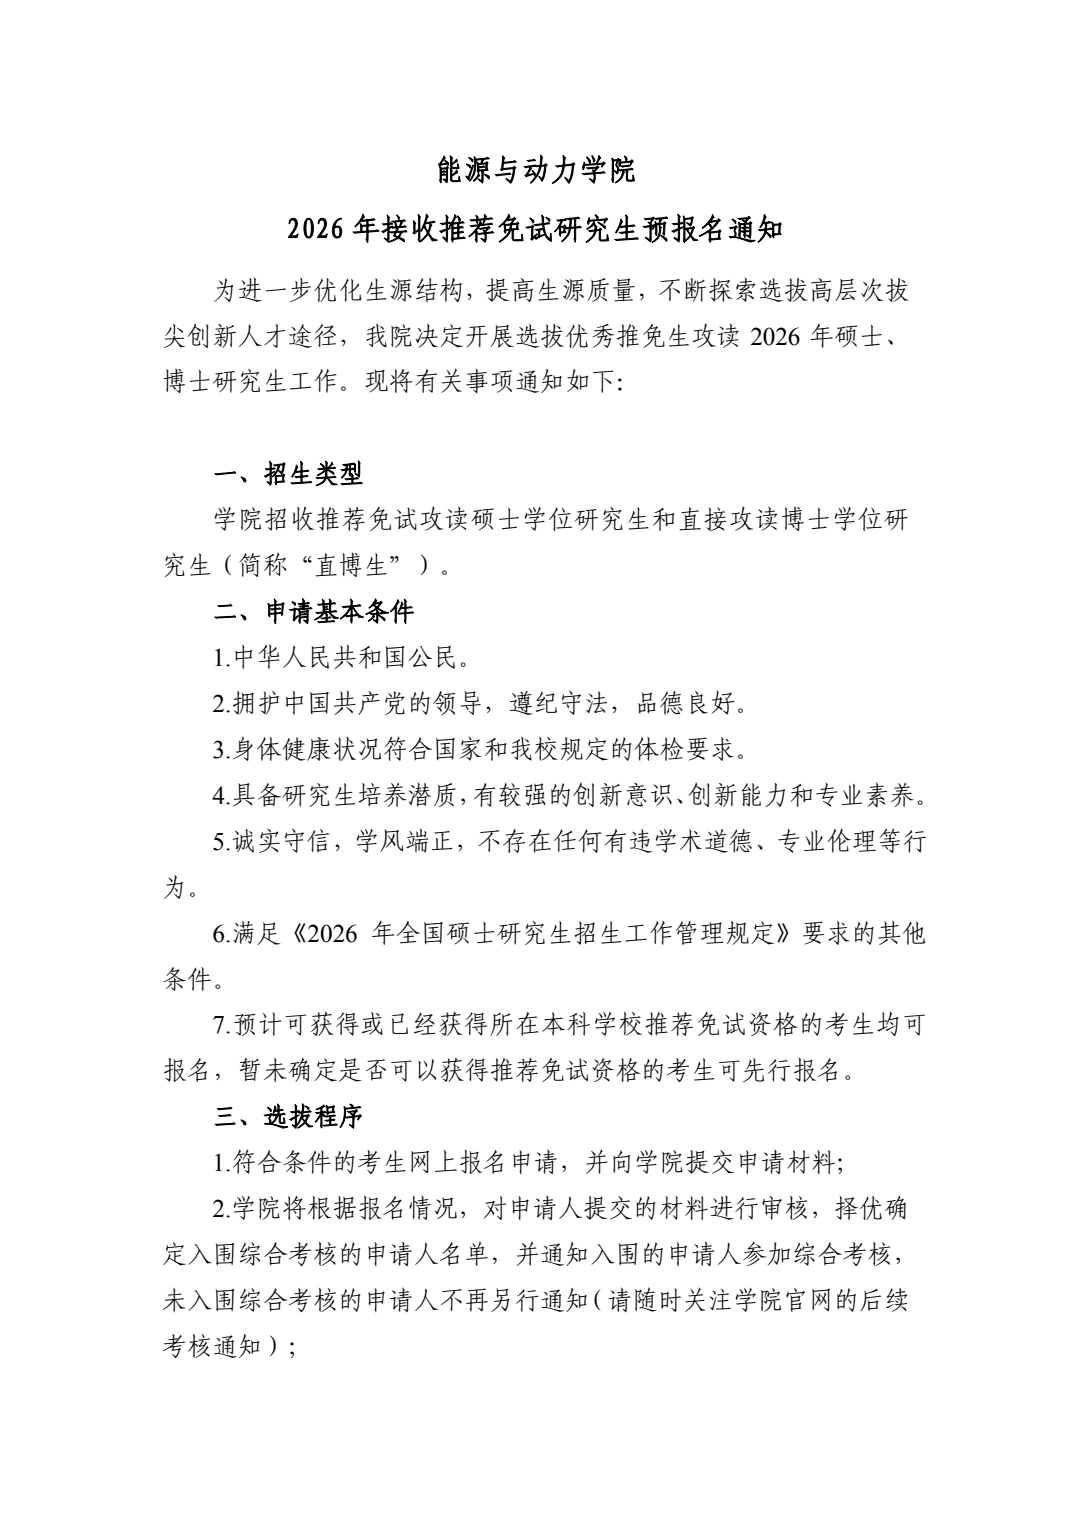 能源与动力学院
2026 年接收推荐免试研究生预报名通知
为进一步优化生源结构，提高生源质量，不断探索选拔高层次拔
尖创新人才途径，我院决定开展选拔优秀推免生攻读 2026 年硕士、
博士研究生工作。现将有关事项通知如下：
一、招生类型
学院招收推荐免试攻读硕士学位研究生和直接攻读博士学位研
究生（简称“直博生”）。
二、申请基本条件
1.中华人民共和国公民。
2.拥护中国共产党的领导，遵纪守法，品德良好。
3.身体健康状况符合国家和我校规定的体检要求。
4.具备研究生培养潜质，有较强的创新意识、创新能力和专业素养。
5.诚实守信，学风端正，不存在任何有违学术道德、专业伦理等行
为。
6.满足《2026 年全国硕士研究生招生工作管理规定》要求的其他
条件。
7.预计可获得或已经获得所在本科学校推荐免试资格的考生均可
报名，暂未确定是否可以获得推荐免试资格的考生可先行报名。
三、选拔程序
1.符合条件的考生网上报名申请，并向学院提交申请材料；
2.学院将根据报名情况，对申请人提交的材料进行审核，择优确
定入围综合考核的申请人名单，并通知入围的申请人参加综合考核，
未入围综合考核的申请人不再另行通知（请随时关注学院官网的后续
考核通知）；